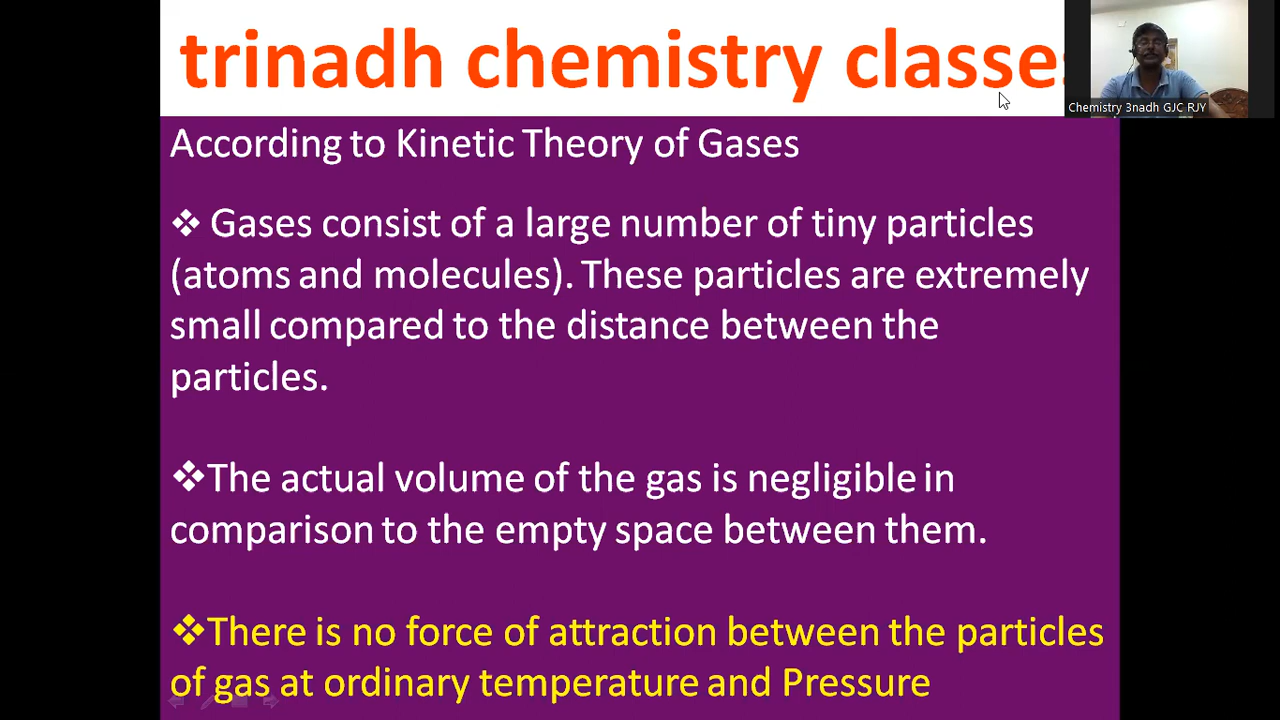 trinadh chemistry classes
Chemistry 3nadh GJC RJY
According to Kinetic Theory of Gases
❖ Gases consist of a large number of tiny particles
(atoms and molecules). These particles are extremely
small compared to the distance between the
particles.
❖The actual volume of the gas is negligible in
comparison to the empty space between them.
❖There is no force of attraction between the particles
of gas at ordinary temperature and Pressure